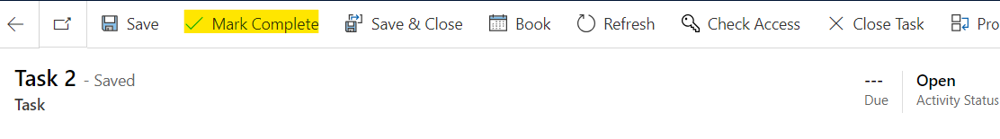 Save Mark Complete Save & Close Book Refresh Check Access Close Task Pro
Task 2 - Saved --- Open
Task Due Activity Status